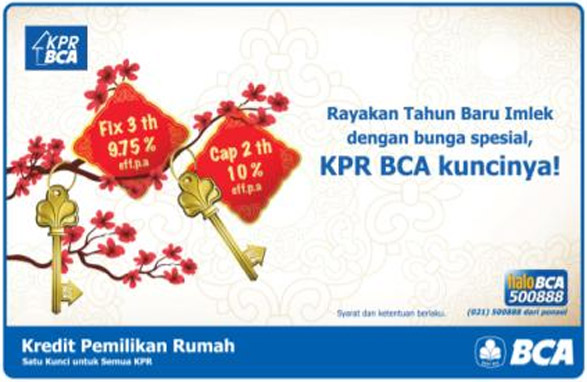 KPR
BCA
Fix 3 th
9.75 %
eff.p.a
Cap 2 th
10 %
eff.p.a
Rayakan Tahun Baru Imlek
dengan bunga spesial,
KPR BCA kuncinya!
Syarat dan ketentuan berlaku.
HaloBCA
500888
(021) 500888 dari ponsel
Kredit Pemilikan Rumah
Satu Kunci untuk Semua KPR
BCA